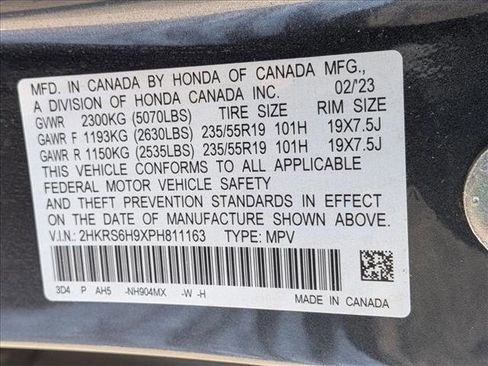 MFD. IN CANADA BY HONDA OF CANADA MFG.,
A DIVISION OF HONDA CANADA INC. 02/'23
GVWR 2300KG (5070LBS) TIRE SIZE RIM SIZE
GAWR F 1193KG (2630LBS) 235/55R19 101H 19X7.5J
GAWR R 1150KG (2535LBS) 235/55R19 101H 19X7.5J
THIS VEHICLE CONFORMS TO ALL APPLICABLE
FEDERAL MOTOR VEHICLE SAFETY
AND THEFT PREVENTION STANDARDS IN EFFECT
ON THE DATE OF MANUFACTURE SHOWN ABOVE.
V.I.N.: 2HKRS6H9XPH811163 TYPE: MPV
3D4 P AH5 -NH904MX -W -H
MADE IN CANADA